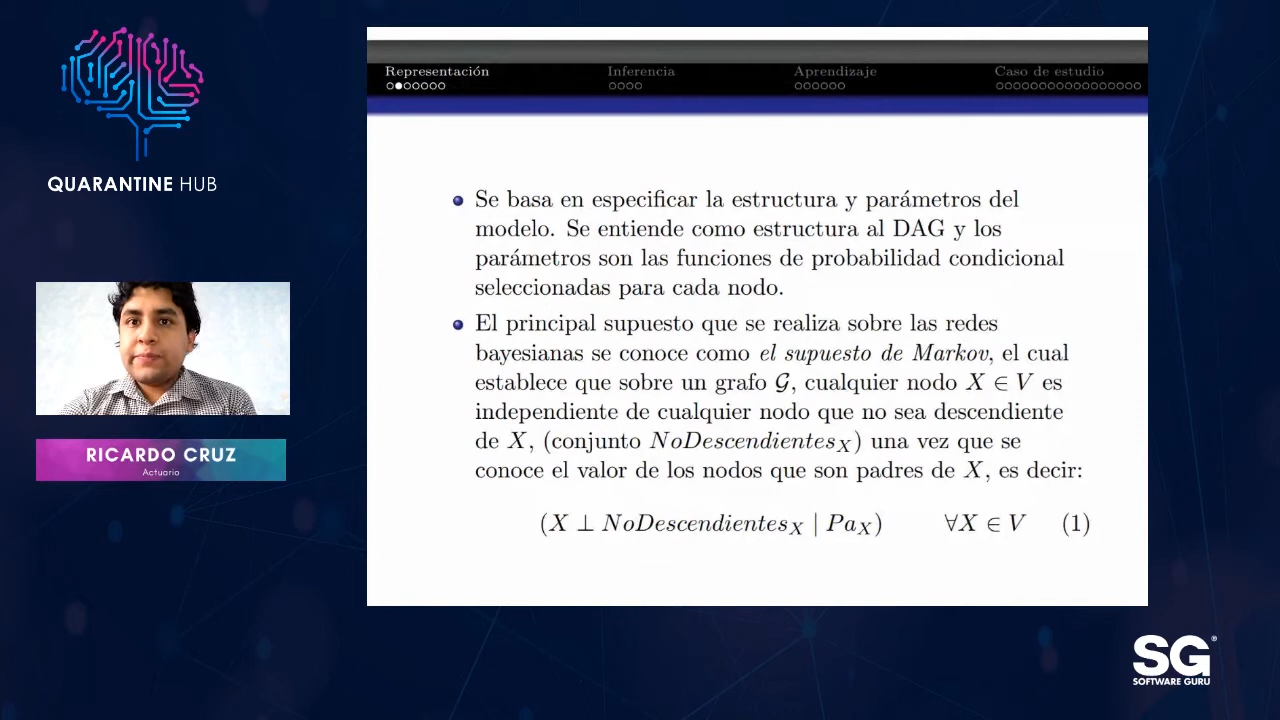 QUARANTINE HUB
RICARDO CRUZ
Actuario
Representación
Inferencia
Aprendizaje
Caso de estudio
Se basa en especificar la estructura y parámetros del
modelo. Se entiende como estructura al DAG y los
parámetros son las funciones de probabilidad condicional
seleccionadas para cada nodo.
El principal supuesto que se realiza sobre las redes
bayesianas se conoce como el supuesto de Markov, el cual
establece que sobre un grafo 𝒢, cualquier nodo X ∈ V es
independiente de cualquier nodo que no sea descendiente
de X, (conjunto NoDescendientes_X) una vez que se
conoce el valor de los nodos que son padres de X, es decir:
(X ⊥ NoDescendientes_X | Pa_X) ∀X ∈ V (1)
SG®
SOFTWARE GURU